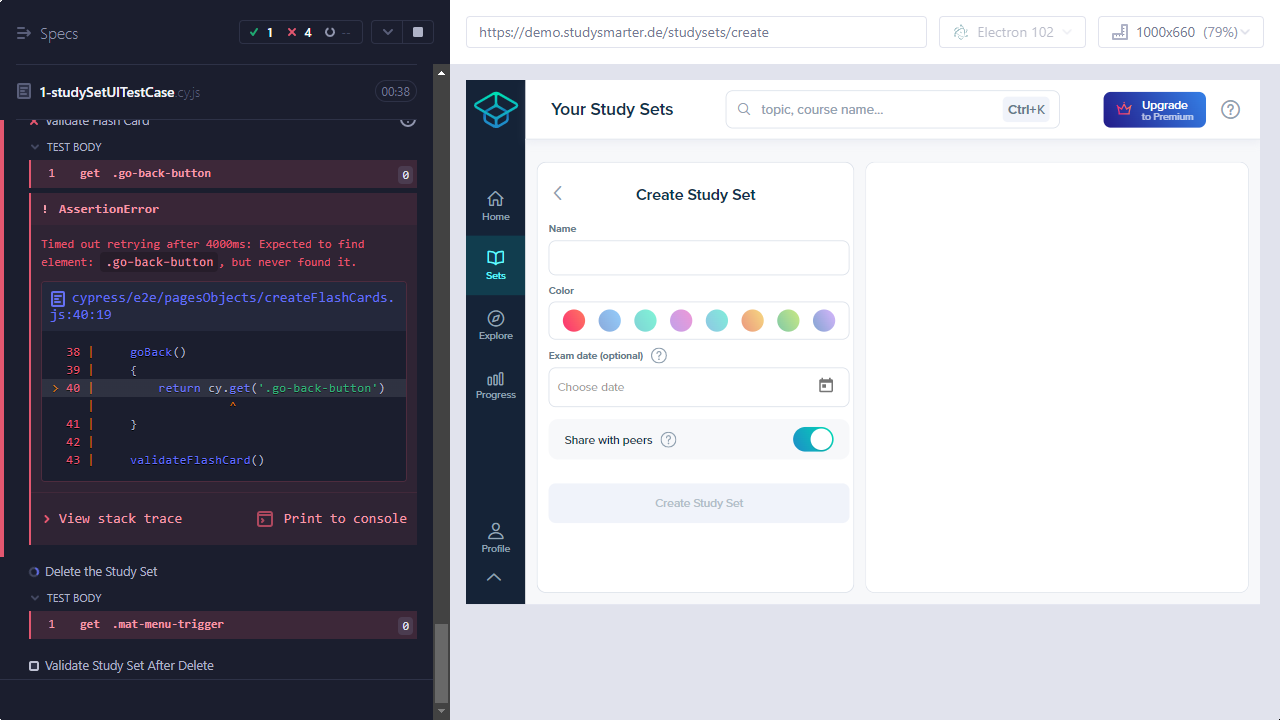 Specs
1
4
--
1-studySetUITestCase.cy.js
00:38
Validate Flash Card
TEST BODY
1 get .go-back-button 0
! AssertionError
Timed out retrying after 4000ms: Expected to find
element: .go-back-button, but never found it.
cypress/e2e/pagesObjects/createFlashCards.
js:40:19
38 | goBack()
39 | {
> 40 | return cy.get('.go-back-button')
| ^
41 | }
42 |
43 | validateFlashCard()
View stack trace
Print to console
Delete the Study Set
TEST BODY
1 get .mat-menu-trigger 0
Validate Study Set After Delete
https://demo.studysmarter.de/studysets/create
Electron 102
1000x660 (79%)
Your Study Sets
topic, course name...
Ctrl+K
Upgrade
to Premium
?
Home
Sets
Explore
Progress
Profile
Create Study Set
Name
Color
Exam date (optional) ?
Choose date
Share with peers ?
Create Study Set